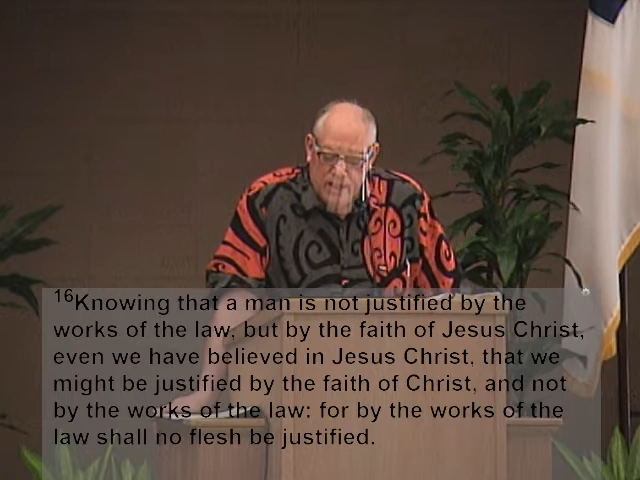 16Knowing that a man is not justified by the
works of the law, but by the faith of Jesus Christ,
even we have believed in Jesus Christ, that we
might be justified by the faith of Christ, and not
by the works of the law: for by the works of the
law shall no flesh be justified.